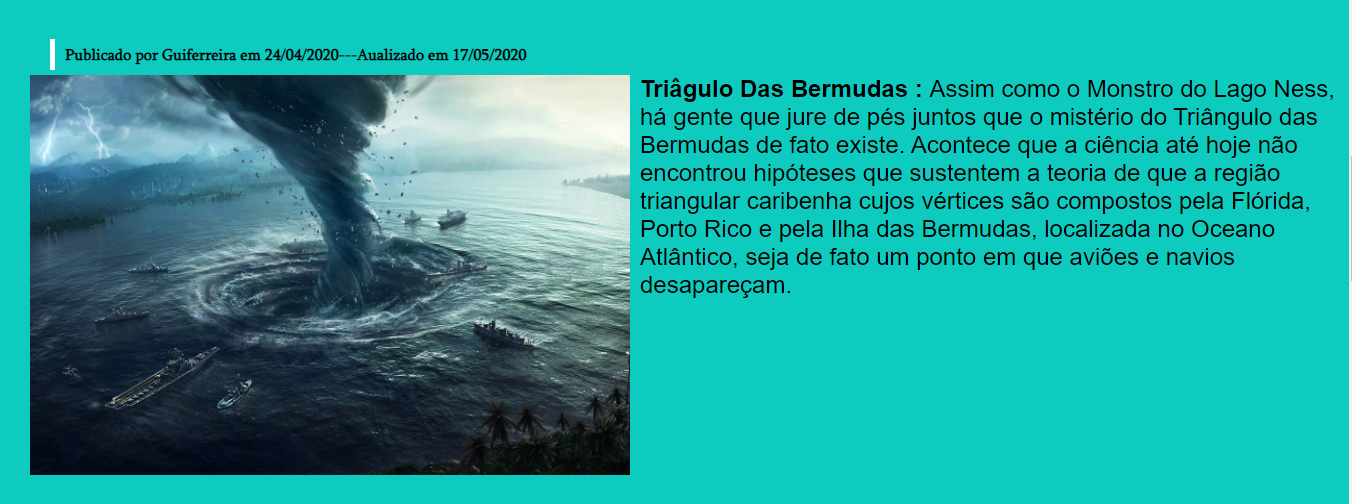 Publicado por Guiferreira em 24/04/2020---Aualizado em 17/05/2020
Triâgulo Das Bermudas : Assim como o Monstro do Lago Ness,
há gente que jure de pés juntos que o mistério do Triângulo das
Bermudas de fato existe. Acontece que a ciência até hoje não
encontrou hipóteses que sustentem a teoria de que a região
triangular caribenha cujos vértices são compostos pela Flórida,
Porto Rico e pela Ilha das Bermudas, localizada no Oceano
Atlântico, seja de fato um ponto em que aviões e navios
desapareçam.